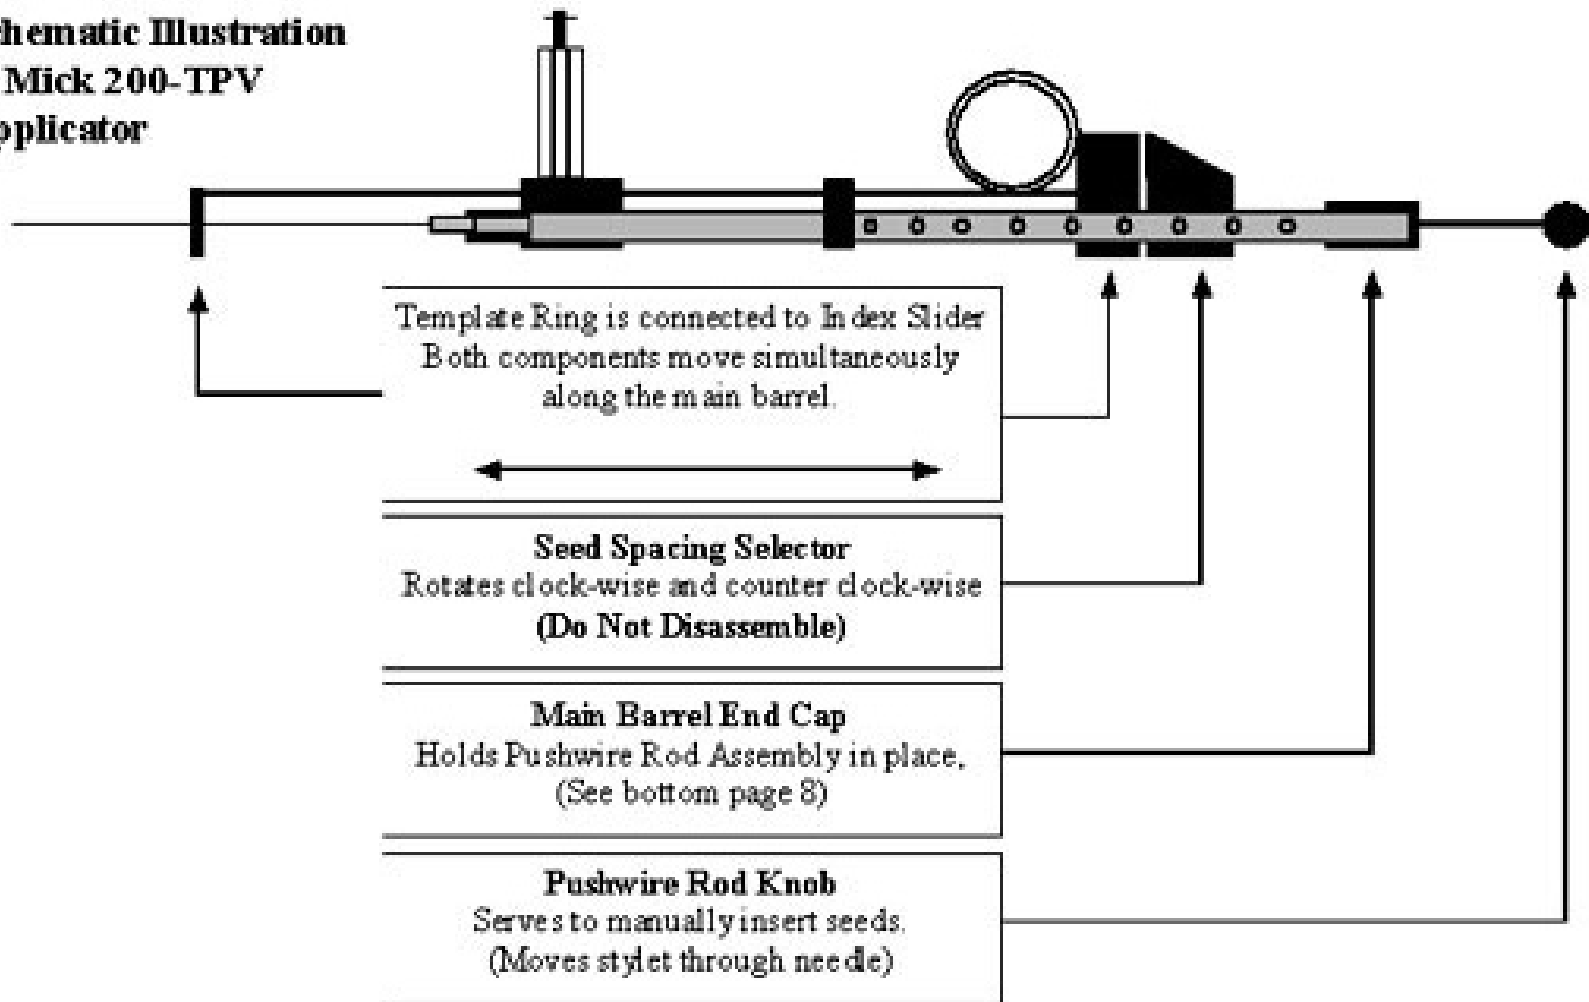 hematic Illustration
Mick 200-TPV
pplicator
Template Ring is connected to Index Slider
Both components move simultaneously
along the main barrel.
Seed Spacing Selector
Rotates clock-wise and counter clock-wise
(Do Not Disassemble)
Main Barrel End Cap
Holds Pushwire Rod Assembly in place,
(See bottom page 8)
Pushwire Rod Knob
Serves to manually insert seeds.
(Moves stylet through needle)